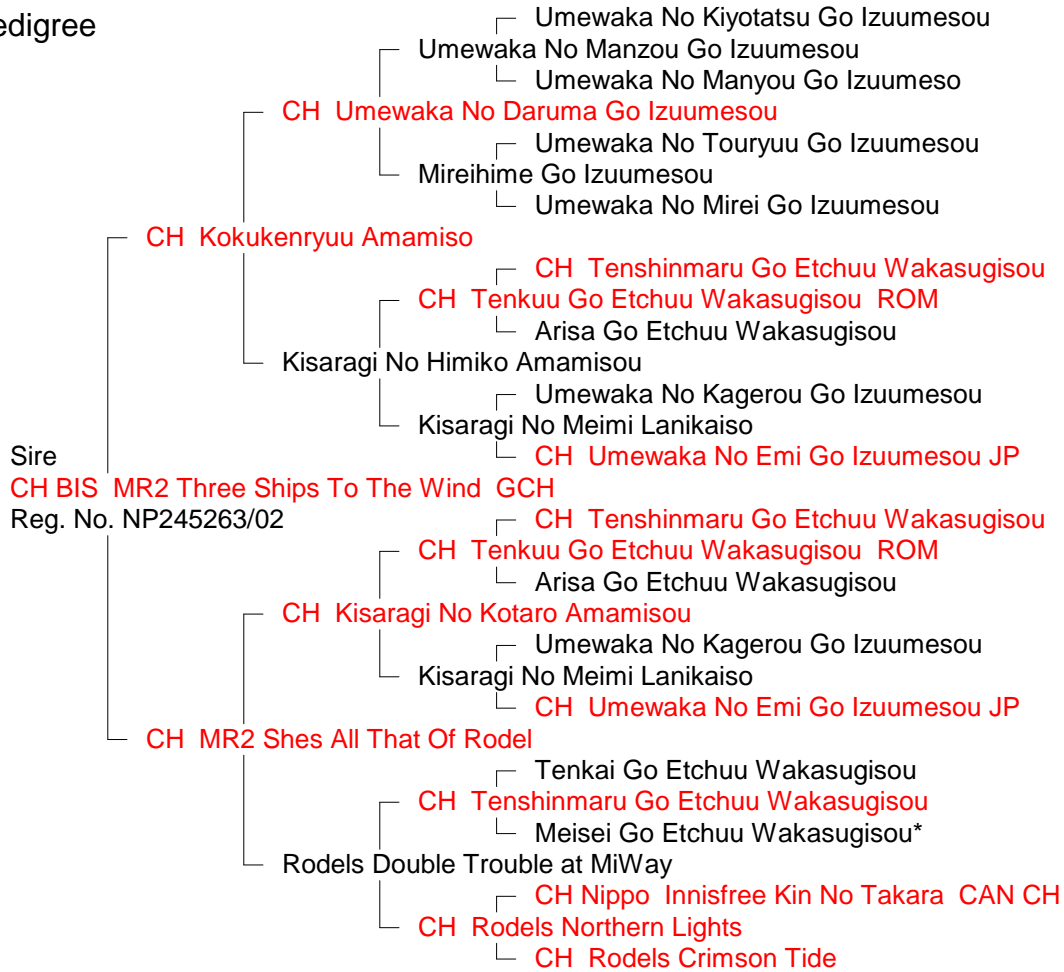 edigree
Umewaka No Kiyotatsu Go Izuumesou
Umewaka No Manzou Go Izuumesou
Umewaka No Manyou Go Izuumeso
CH Umewaka No Daruma Go Izuumesou
Umewaka No Touryuu Go Izuumesou
Mireihime Go Izuumesou
Umewaka No Mirei Go Izuumesou
CH Kokukenryuu Amamiso
CH Tenshinmaru Go Etchuu Wakasugisou
CH Tenkuu Go Etchuu Wakasugisou ROM
Arisa Go Etchuu Wakasugisou
Kisaragi No Himiko Amamisou
Umewaka No Kagerou Go Izuumesou
Kisaragi No Meimi Lanikaiso
CH Umewaka No Emi Go Izuumesou JP
Sire
CH BIS MR2 Three Ships To The Wind GCH
Reg. No. NP245263/02
CH Tenshinmaru Go Etchuu Wakasugisou
CH Tenkuu Go Etchuu Wakasugisou ROM
Arisa Go Etchuu Wakasugisou
CH Kisaragi No Kotaro Amamisou
Umewaka No Kagerou Go Izuumesou
Kisaragi No Meimi Lanikaiso
CH Umewaka No Emi Go Izuumesou JP
CH MR2 Shes All That Of Rodel
Tenkai Go Etchuu Wakasugisou
CH Tenshinmaru Go Etchuu Wakasugisou
Meisei Go Etchuu Wakasugisou*
Rodels Double Trouble at MiWay
CH Nippo Innisfree Kin No Takara CAN CH
CH Rodels Northern Lights
CH Rodels Crimson Tide